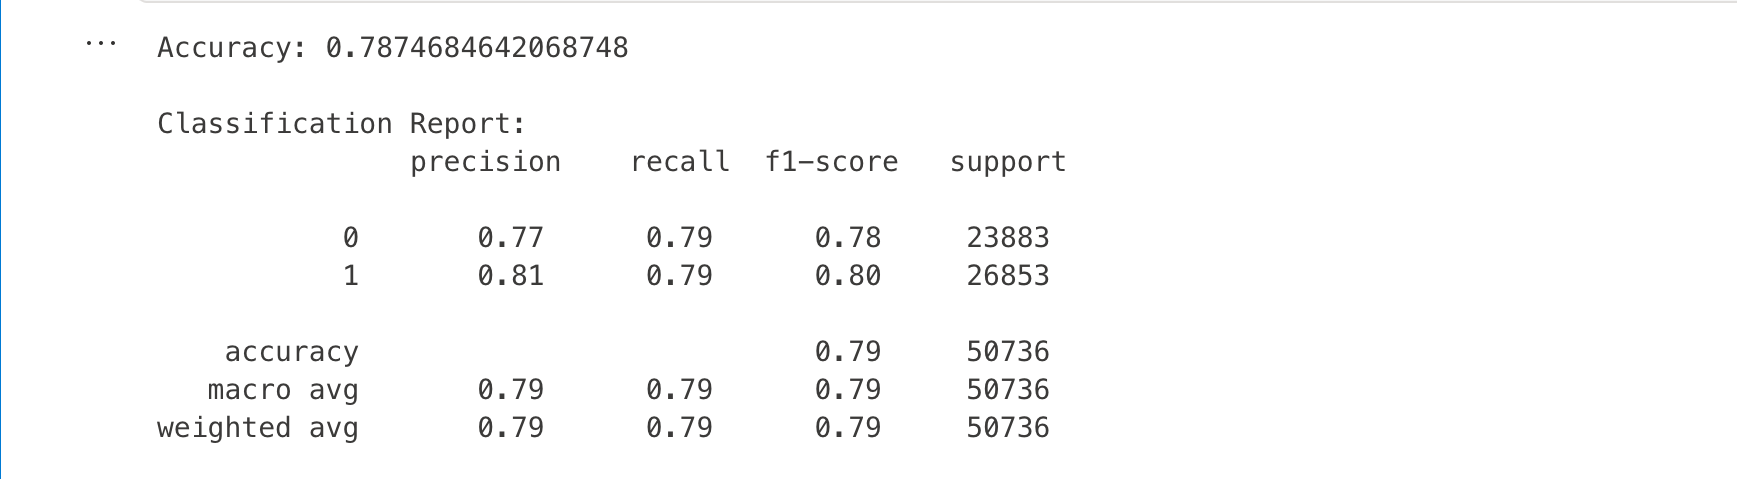 Accuracy: 0.7874684642068748
Classification Report:
precision recall f1-score support
0 0.77 0.79 0.78 23883
1 0.81 0.79 0.80 26853
accuracy 0.79 50736
macro avg 0.79 0.79 0.79 50736
weighted avg 0.79 0.79 0.79 50736